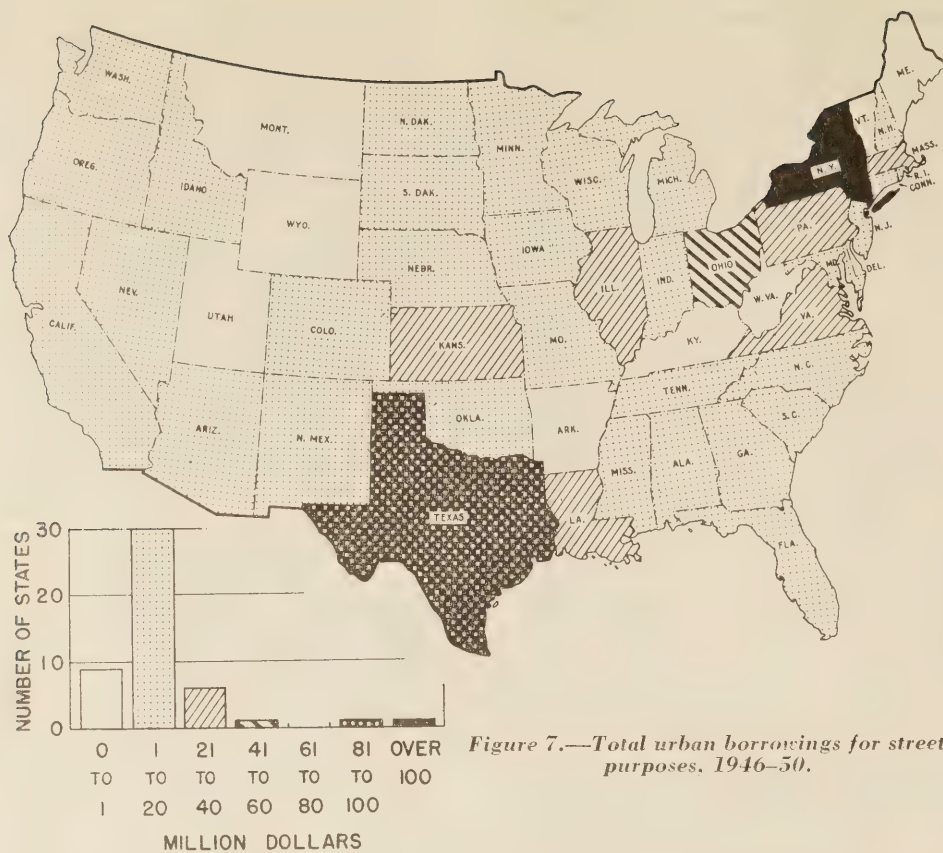 ME.
WASH.
VT.
N.H.
MONT.
N. DAK.
MINN.
MASS.
OREG.
IDAHO
S. DAK.
WISC.
MICH.
N.Y.
R.I.
CONN.
WYO.
IOWA
PA.
N.J.
NEBR.
OHIO
MD.
DEL.
NEV.
UTAH
COLO.
ILL.
IND.
W. VA.
VA.
CALIF.
KANS.
MO.
KY.
N.C.
TENN.
ARIZ.
N. MEX.
OKLA.
ARK.
S.C.
MISS.
ALA.
GA.
TEXAS
LA.
FLA.
NUMBER OF STATES
30
20
10
0
0 1 21 41 61 81 OVER
TO TO TO TO TO TO 100
1 20 40 60 80 100
MILLION DOLLARS
Figure 7.—Total urban borrowings for street
purposes, 1946–50.